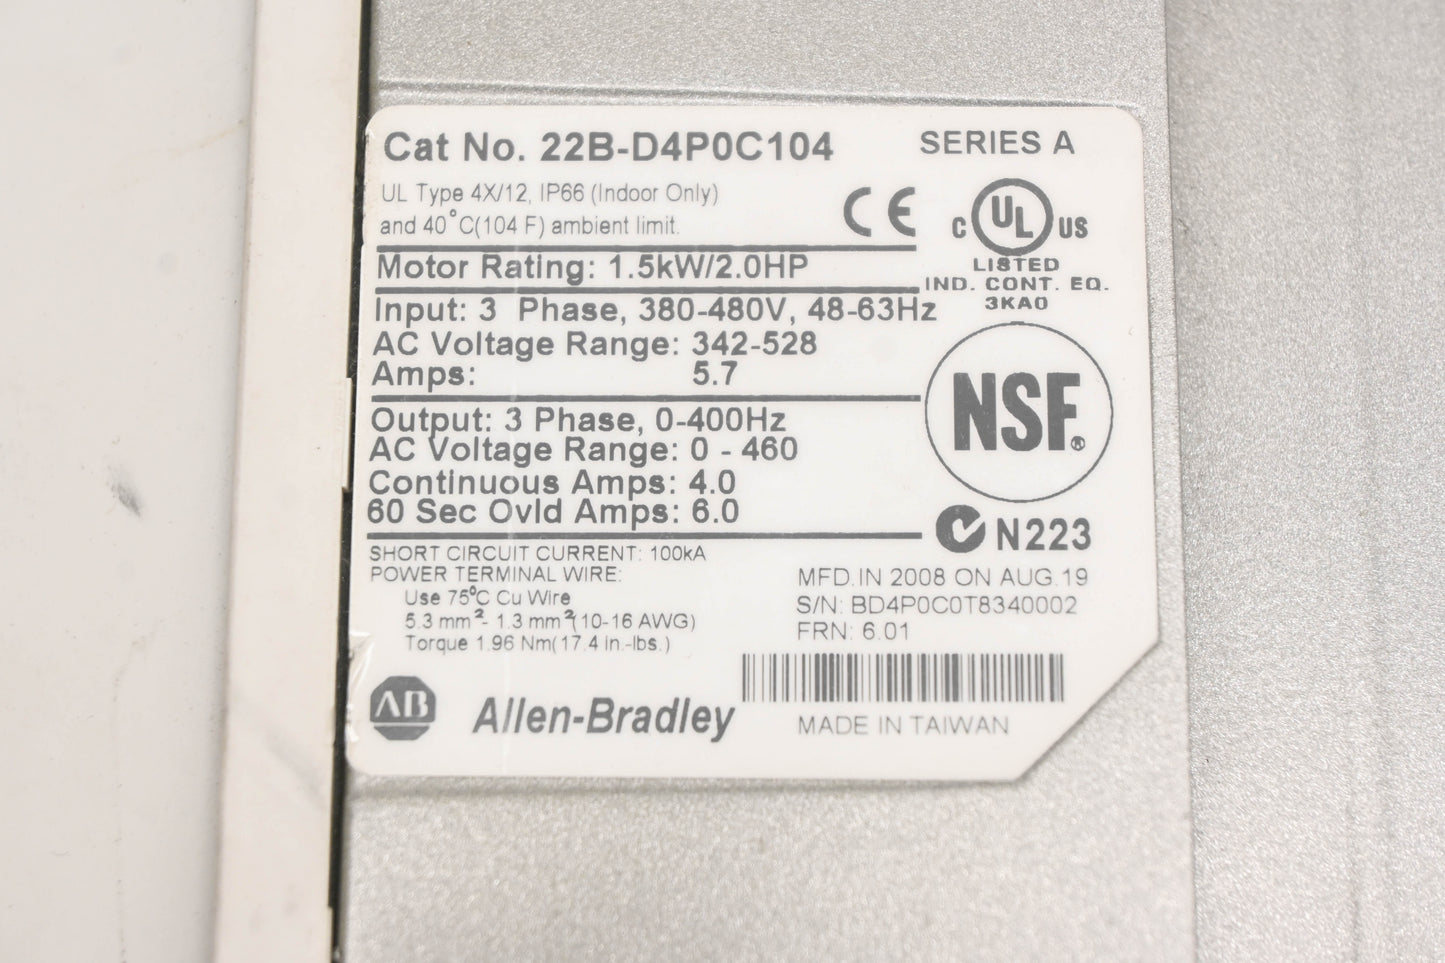 Cat No. 22B-D4P0C104 SERIES A
UL Type 4X/12, IP66 (Indoor Only)
and 40°C(104 F) ambient limit.
CE
C UL US
LISTED
IND. CONT. EQ.
3KA0
Motor Rating: 1.5kW/2.0HP
Input: 3 Phase, 380-480V, 48-63Hz
AC Voltage Range: 342-528
Amps: 5.7
NSF®
Output: 3 Phase, 0-400Hz
AC Voltage Range: 0 - 460
Continuous Amps: 4.0
60 Sec Ovld Amps: 6.0
N223
SHORT CIRCUIT CURRENT: 100kA
POWER TERMINAL WIRE:
Use 75°C Cu Wire
5.3 mm²- 1.3 mm²(10-16 AWG)
Torque 1.96 Nm(17.4 in.-lbs.)
MFD.IN 2008 ON AUG.19
S/N: BD4P0C0T8340002
FRN: 6.01
AB Allen-Bradley
MADE IN TAIWAN